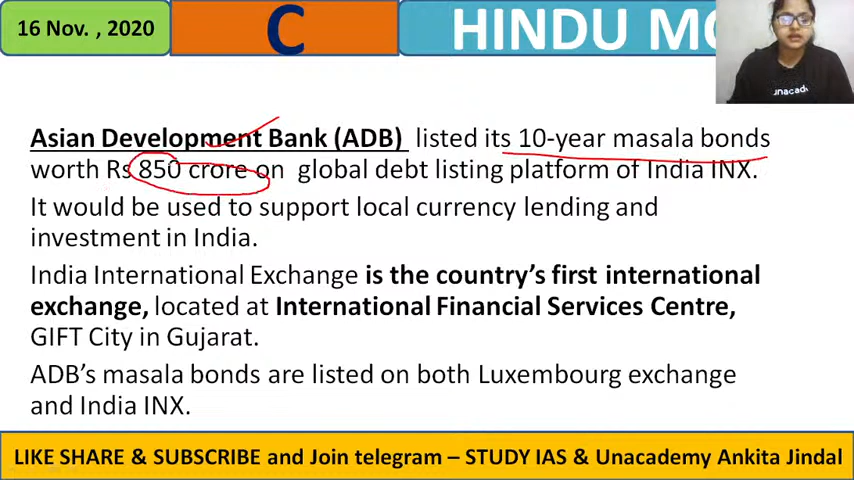 16 Nov. , 2020
C
HINDU
unacad
Asian Development Bank (ADB) listed its 10-year masala bonds
worth Rs 850 crore on global debt listing platform of India INX.
It would be used to support local currency lending and
investment in India.
India International Exchange is the country's first international
exchange, located at International Financial Services Centre,
GIFT City in Gujarat.
ADB's masala bonds are listed on both Luxembourg exchange
and India INX.
LIKE SHARE & SUBSCRIBE and Join telegram – STUDY IAS & Unacademy Ankita Jindal